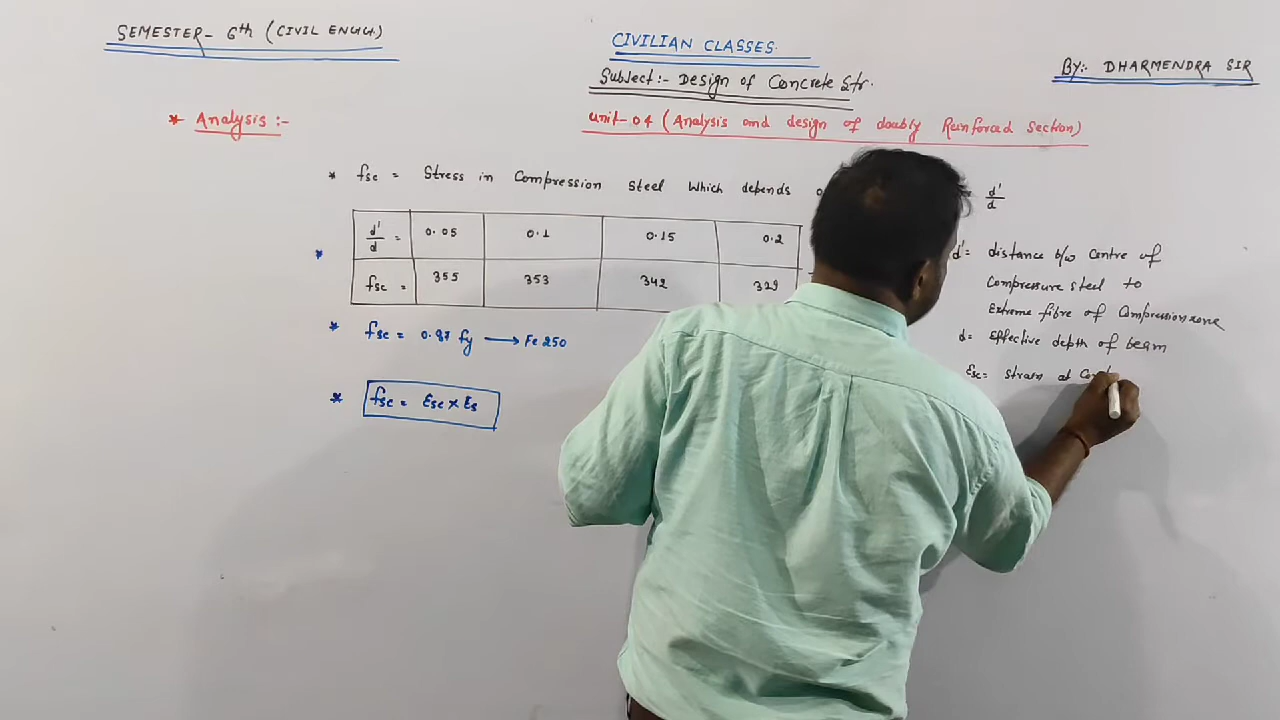 SEMESTER- 6th (CIVIL ENGG.)
CIVILIAN CLASSES.
Subject:- Design of Concrete Str.
BY:- DHARMENDRA SIR
* Analysis :-
Unit-04 (Analysis and design of doubly Reinforced Section)
* fsc = Stress in Compression Steel Which depends d'/d
* d'/d = 0.05 0.1 0.15 0.2
fsc = 355 353 342 329
* fsc = 0.87 fy → Fe 250
* fsc = Esc × Es
d' = distance b/w Centre of
Compressure steel to
Extreme fibre of Compression zone
d = Effective depth of beam
Esc = Strain at